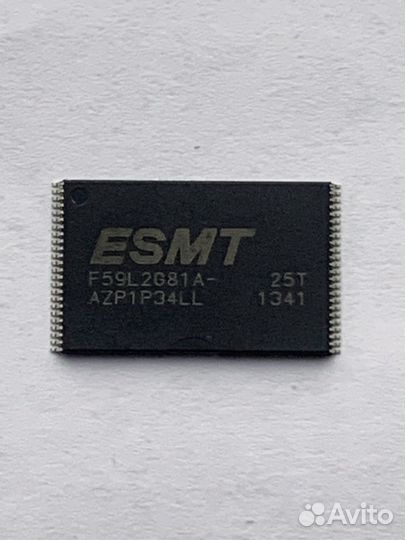 ESMT
F59L2G81A- 25T
AZP1P34LL 1341
Avito